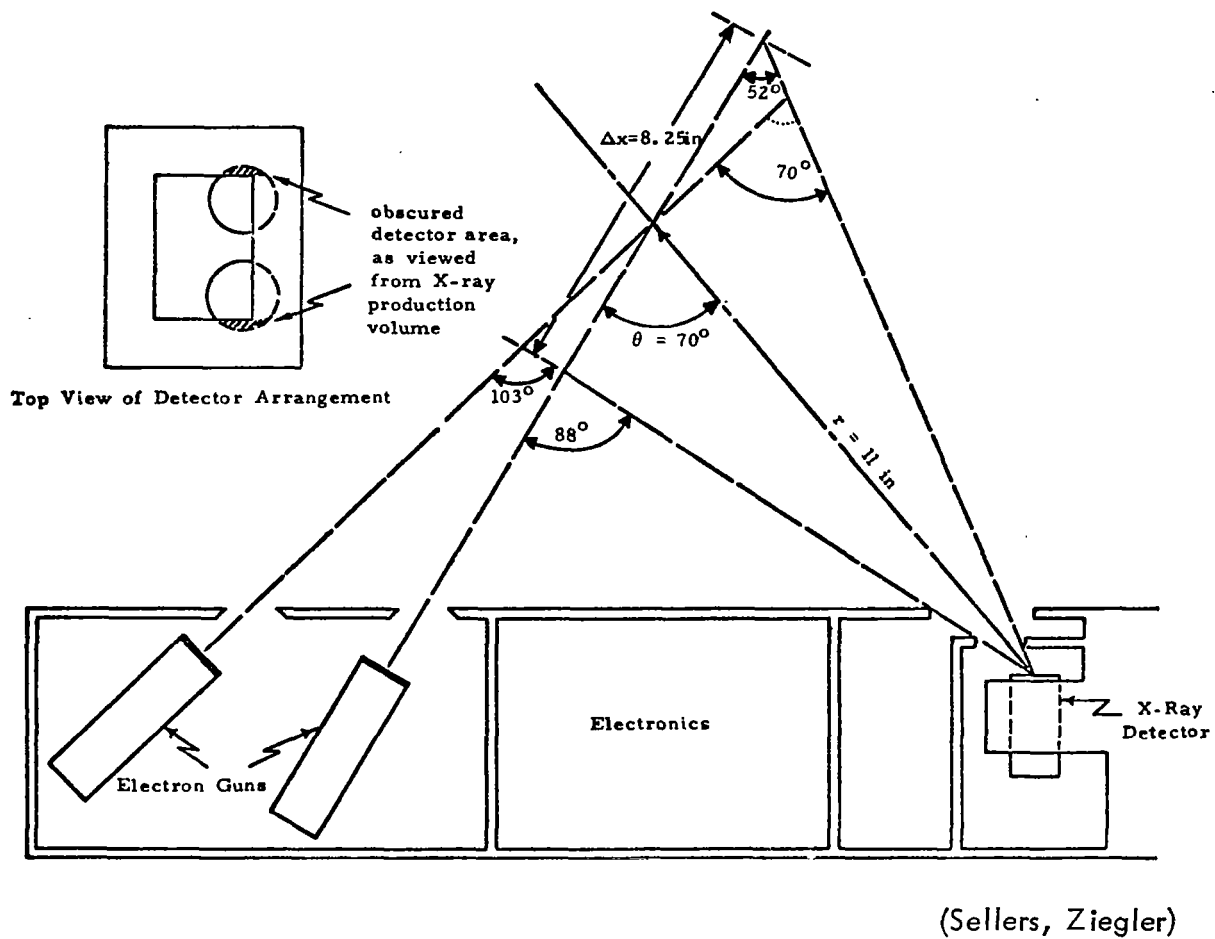 52°
Δx=8.25in
70°
obscured
detector area,
as viewed
from X-ray
production
volume
θ = 70°
Top View of Detector Arrangement
103°
88°
r = 11 in
Electronics
X-Ray
Detector
Electron Guns
(Sellers, Ziegler)